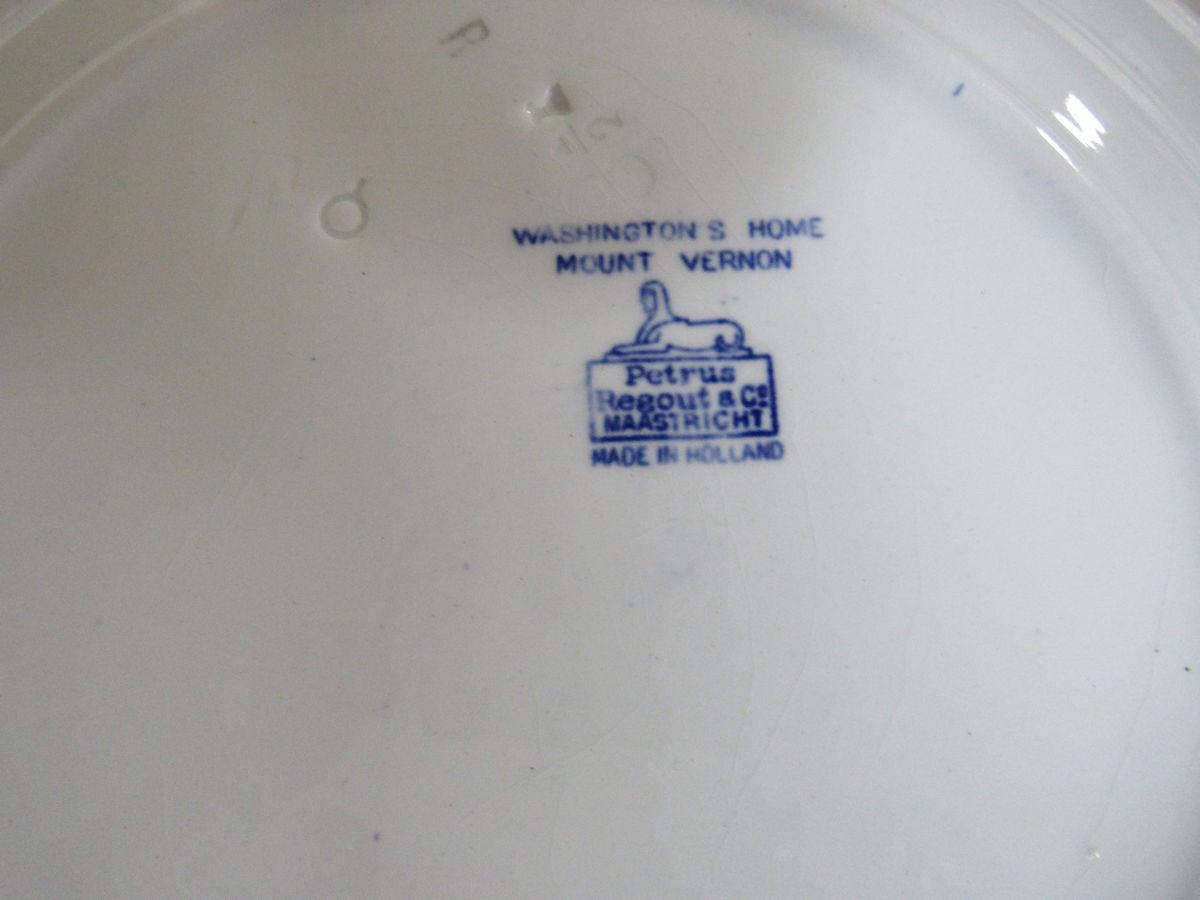 WASHINGTON'S HOME
MOUNT VERNON
Petrus
Regout & Co
MAASTRICHT
MADE IN HOLLAND